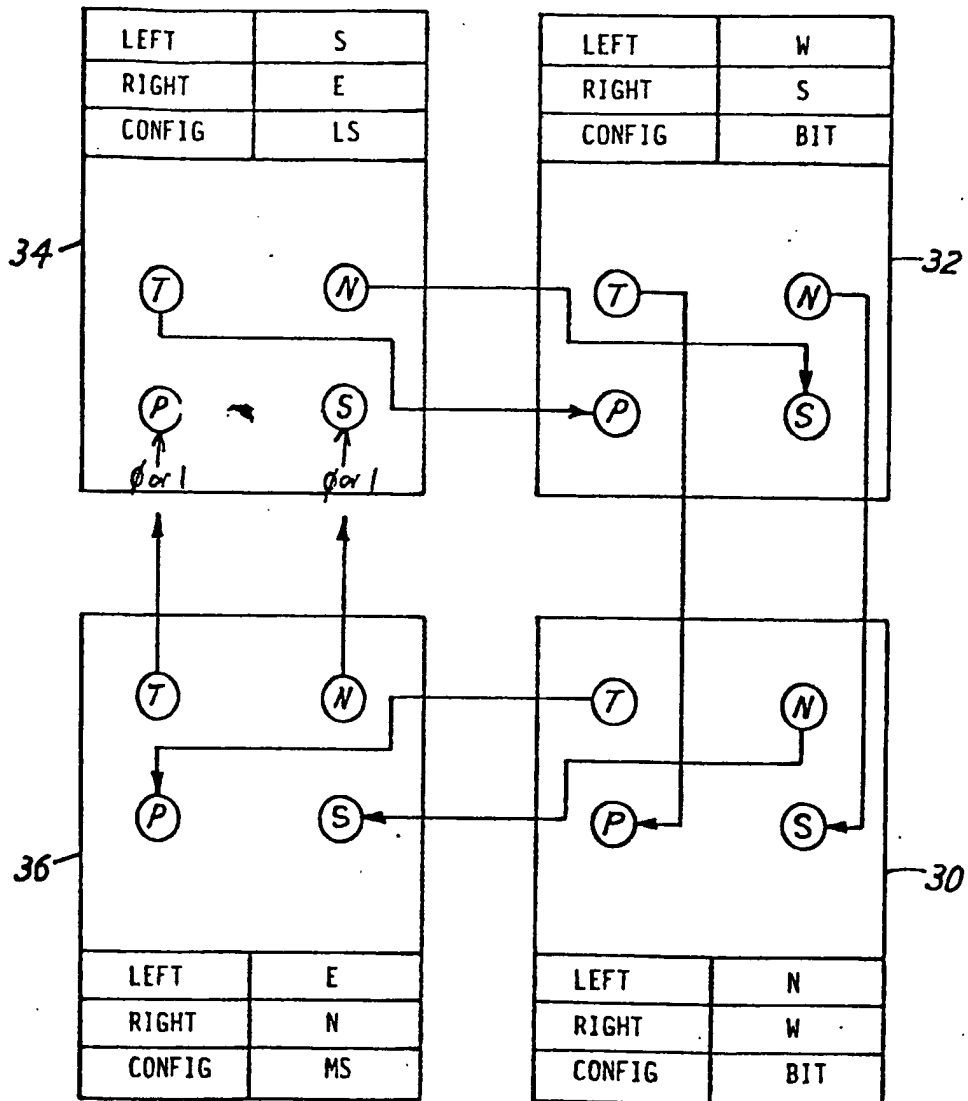 LEFT S
RIGHT E
CONFIG LS
LEFT W
RIGHT S
CONFIG BIT
34
32
T N T N
P S P S
φ or 1 φ or 1
T N T N
P S P S
36
30
LEFT E
RIGHT N
CONFIG MS
LEFT N
RIGHT W
CONFIG BIT